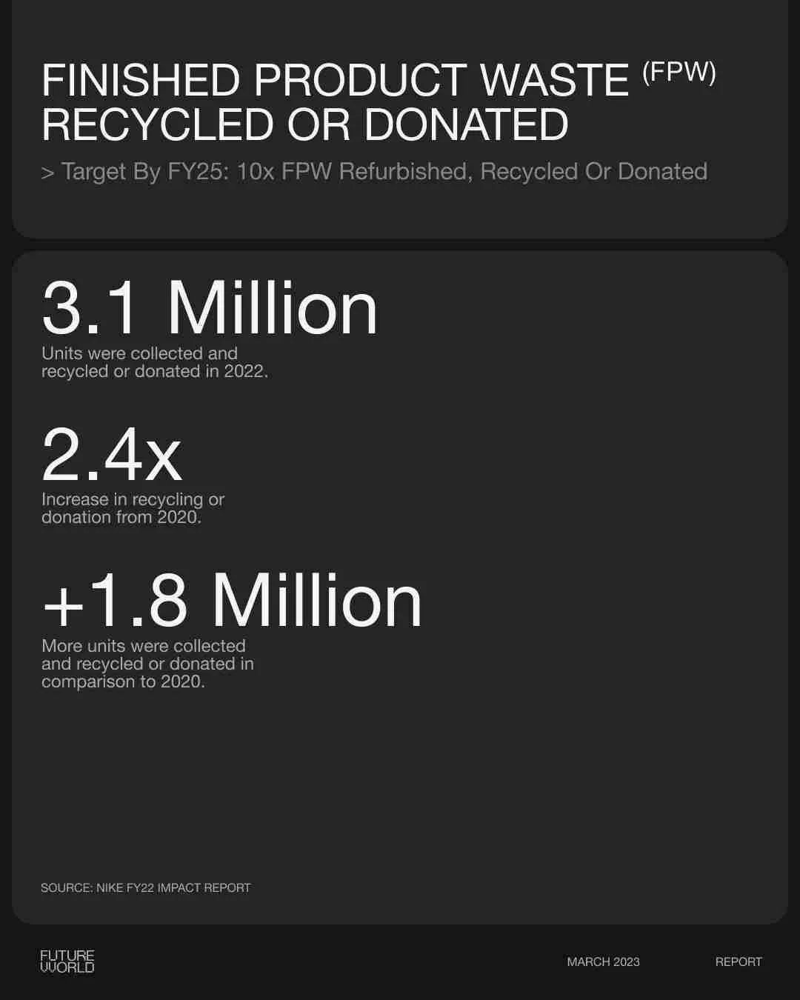 FINISHED PRODUCT WASTE (FPW)
RECYCLED OR DONATED
> Target By FY25: 10x FPW Refurbished, Recycled Or Donated
3.1 Million
Units were collected and
recycled or donated in 2022.
2.4x
Increase in recycling or
donation from 2020.
+1.8 Million
More units were collected
and recycled or donated in
comparison to 2020.
SOURCE: NIKE FY22 IMPACT REPORT
FUTURE
WORLD
MARCH 2023
REPORT